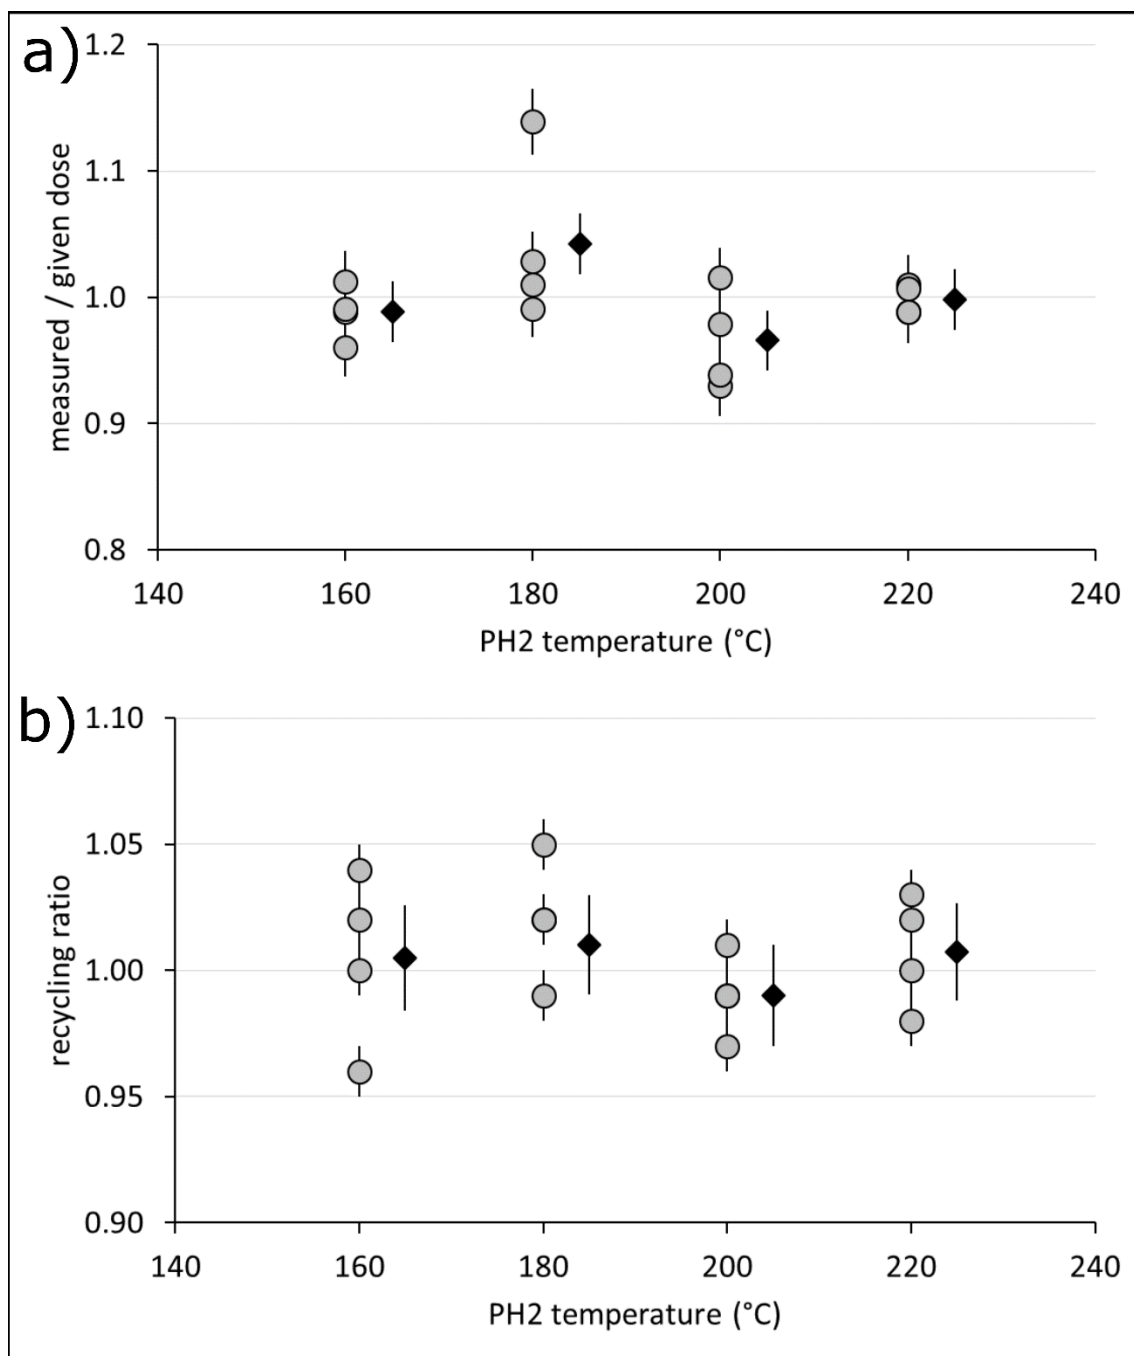 a)
1.2
1.1
1.0
0.9
0.8
measured / given dose
140 160 180 200 220 240
PH2 temperature (°C)
b)
1.10
1.05
1.00
0.95
0.90
recycling ratio
140 160 180 200 220 240
PH2 temperature (°C)